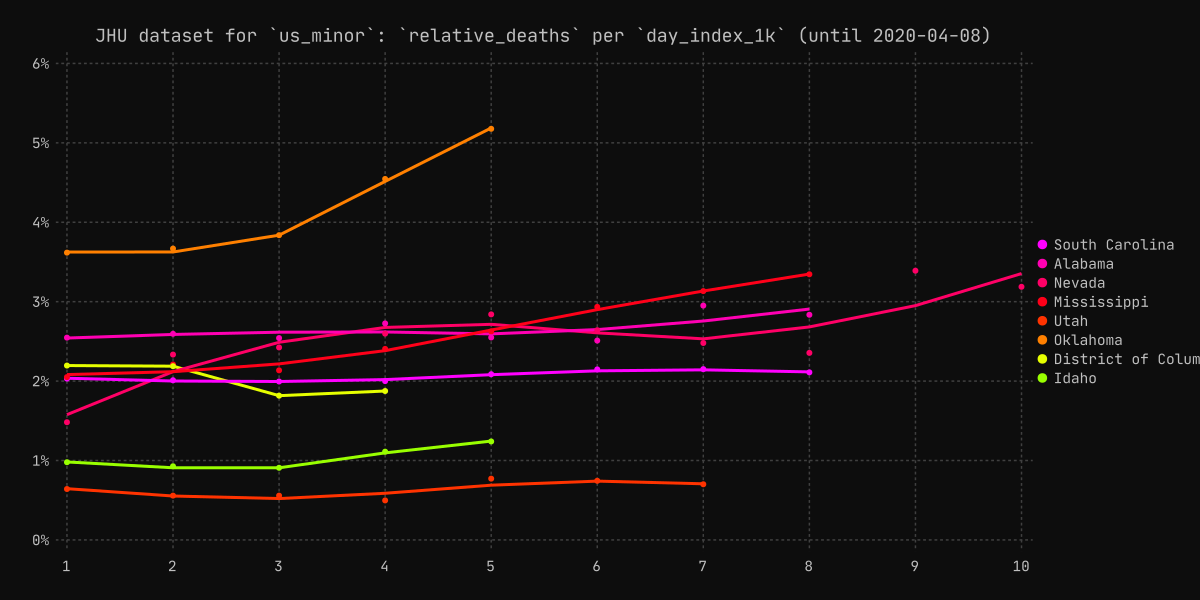 JHU dataset for `us_minor`: `relative_deaths` per `day_index_1k` (until 2020-04-08)
6%
5%
4%
3%
2%
1%
0%
1 2 3 4 5 6 7 8 9 10
South Carolina
Alabama
Nevada
Mississippi
Utah
Oklahoma
District of Colum
Idaho